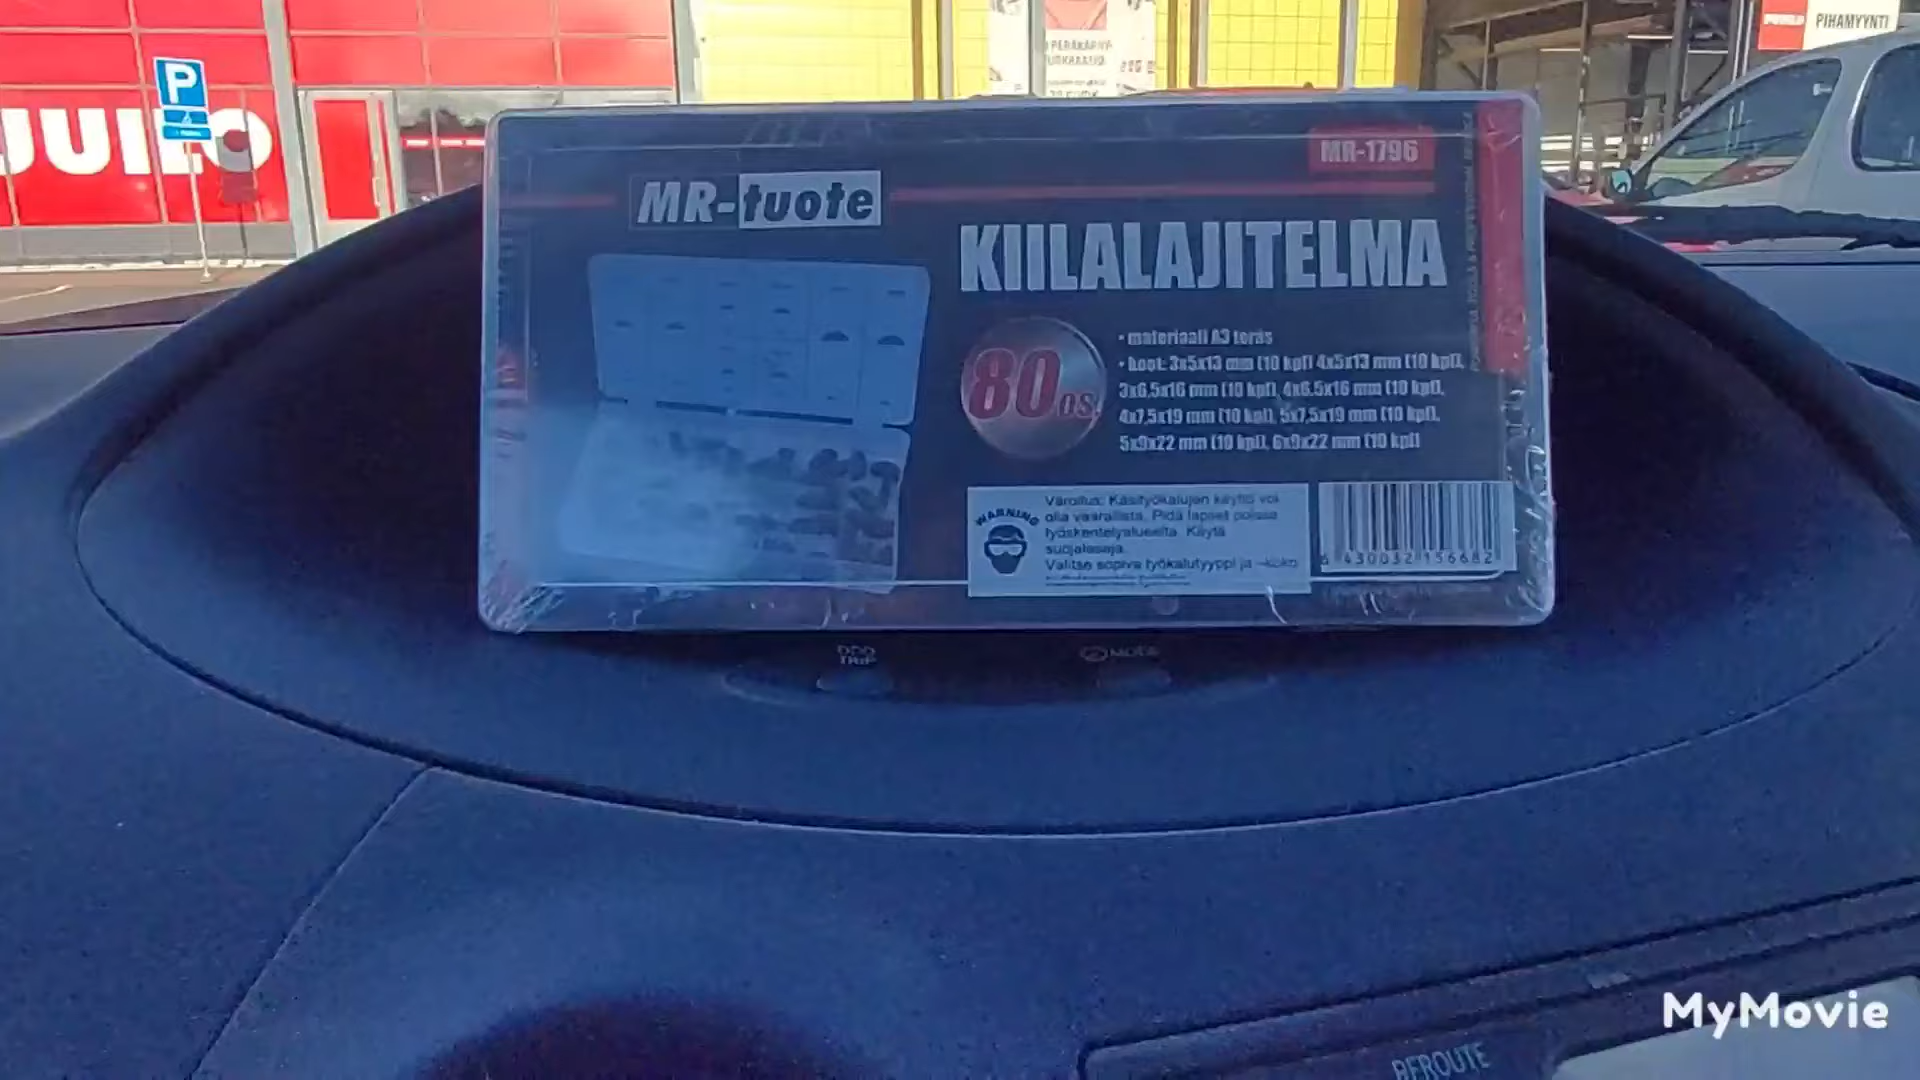 P
PIHAMYYNTI
MR-1796
MR-tuote
KIILALAJITELMA
80 os.
• materiaali A3 teräs
• koot: 3x5x13 mm (10 kpl) 4x5x13 mm (10 kpl),
3x6,5x16 mm (10 kpl), 4x6,5x16 mm (10 kpl),
4x7,5x19 mm (10 kpl), 5x7,5x19 mm (10 kpl),
5x9x22 mm (10 kpl), 6x9x22 mm (10 kpl)
WARNING
Varoitus: Käsityökalujen käyttö voi
olla vaarallista. Pidä lapset poissa
työskentelyalueelta. Käytä
suojalaseja.
Valitse sopiva työkalutyyppi ja -koko
6 430032 156682
TRIP
MODE
REROUTE
MyMovie